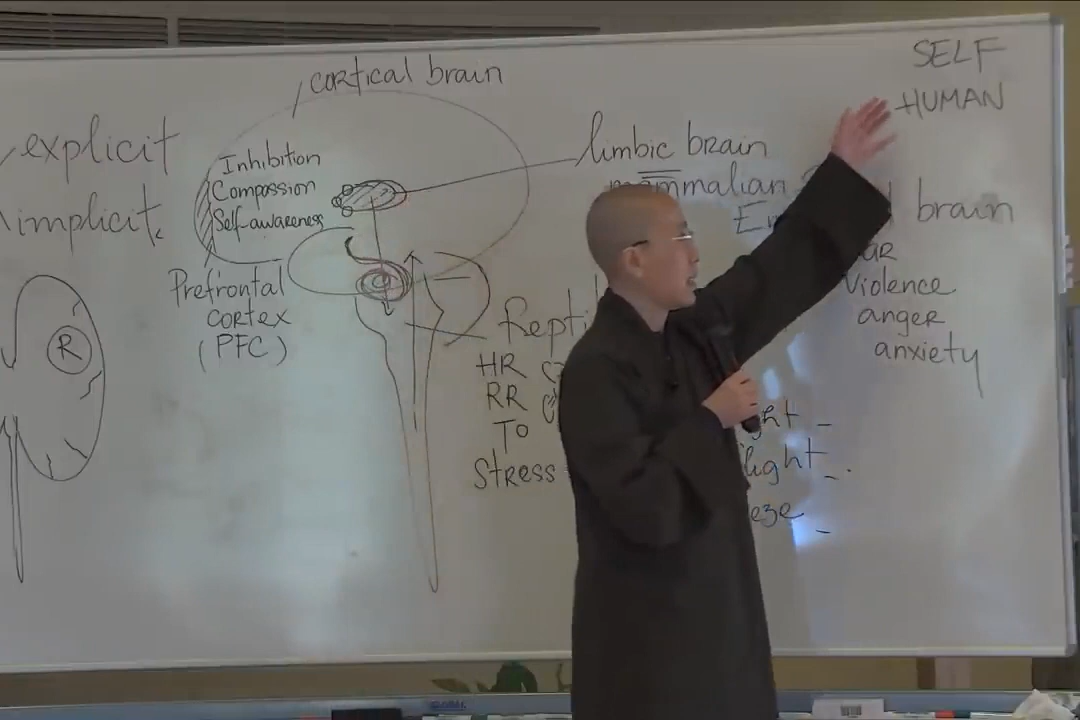 SELF
HUMAN
cortical brain
explicit
implicit.
Inhibition
Compassion
Self-awareness
Prefrontal
cortex
(PFC)
R
limbic brain
mammalian
brain
Violence
anger
anxiety
HR
RR
To
Stress